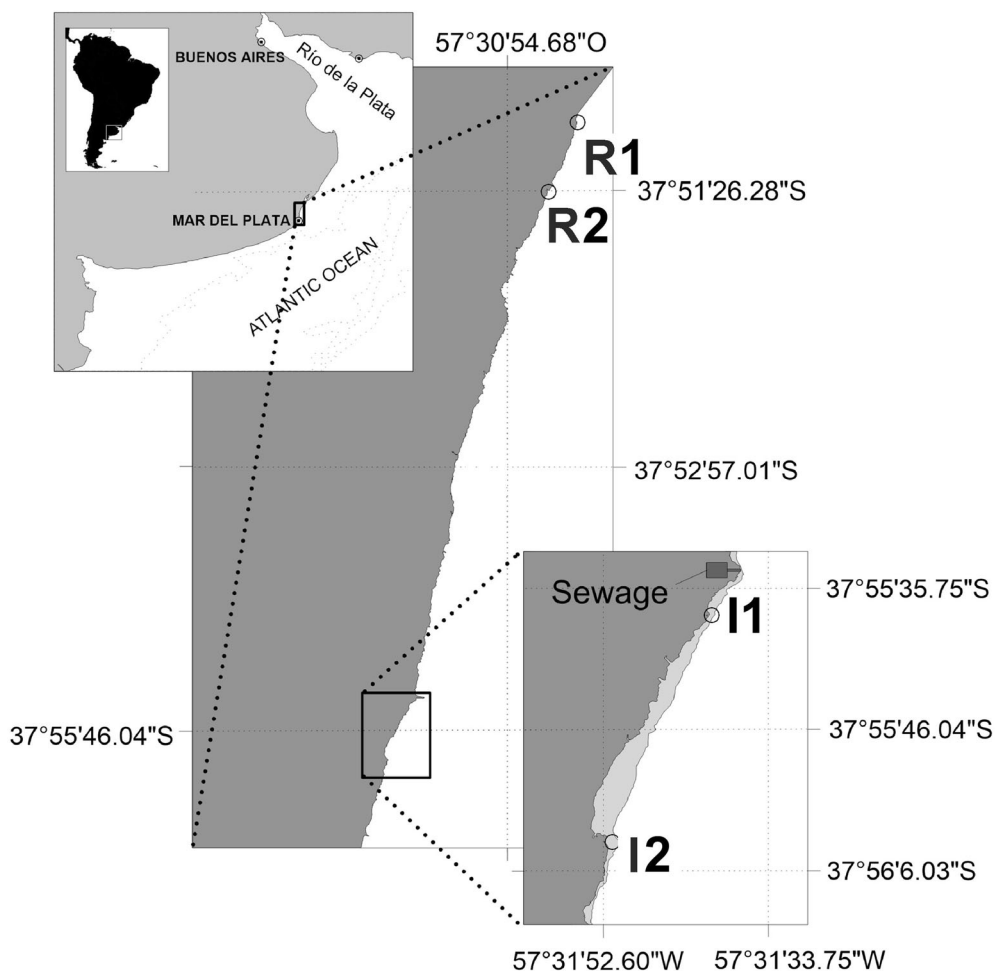 57°30'54.68"O
BUENOS AIRES
Río de la Plata
R1
37°51'26.28"S
R2
MAR DEL PLATA
ATLANTIC OCEAN
37°52'57.01"S
Sewage
37°55'35.75"S
I1
37°55'46.04"S
37°55'46.04"S
I2
37°56'6.03"S
57°31'52.60"W
57°31'33.75"W